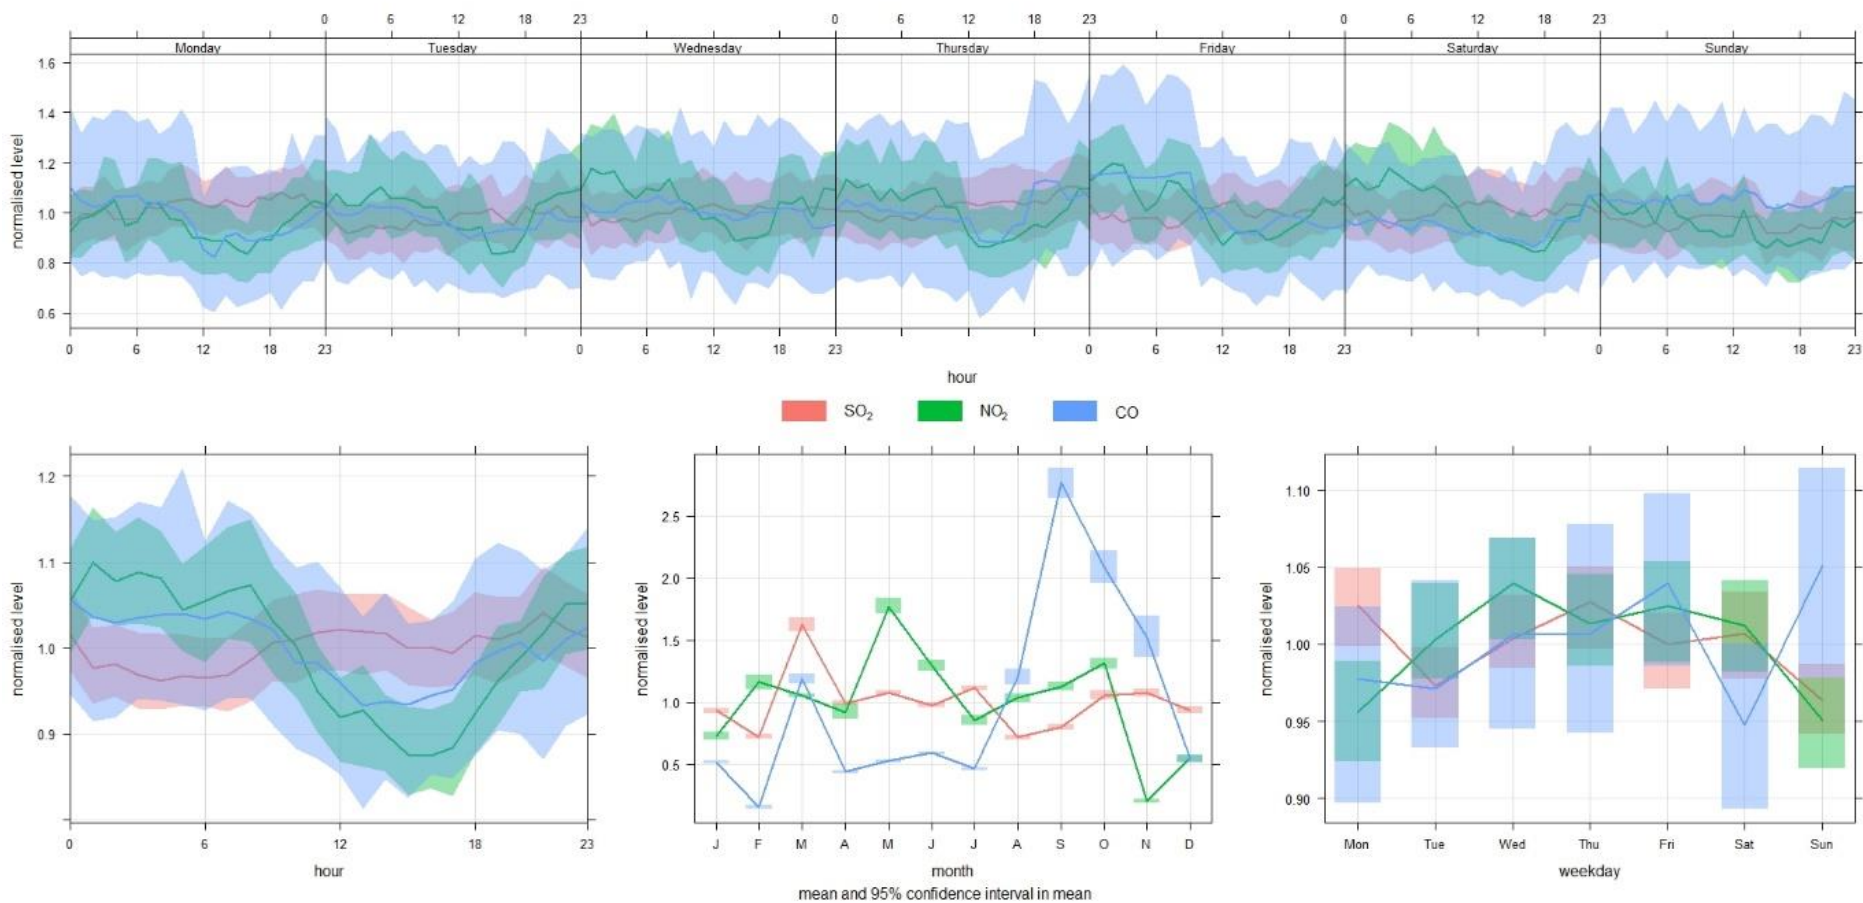 0 6 12 18 23 0 6 12 18 23 0 6 12 18 23
Monday Tuesday Wednesday Thursday Friday Saturday Sunday
1.6
1.4
1.2
1.0
0.8
0.6
normalised level
0 6 12 18 23 0 6 12 18 23 0 6 12 18 23 0 6 12 18 23
hour
SO2 NO2 CO
1.2
1.1
1.0
0.9
normalised level
0 6 12 18 23
hour
2.5
2.0
1.5
1.0
0.5
normalised level
J F M A M J J A S O N D
month
mean and 95% confidence interval in mean
1.10
1.05
1.00
0.95
0.90
normalised level
Mon Tue Wed Thu Fri Sat Sun
weekday